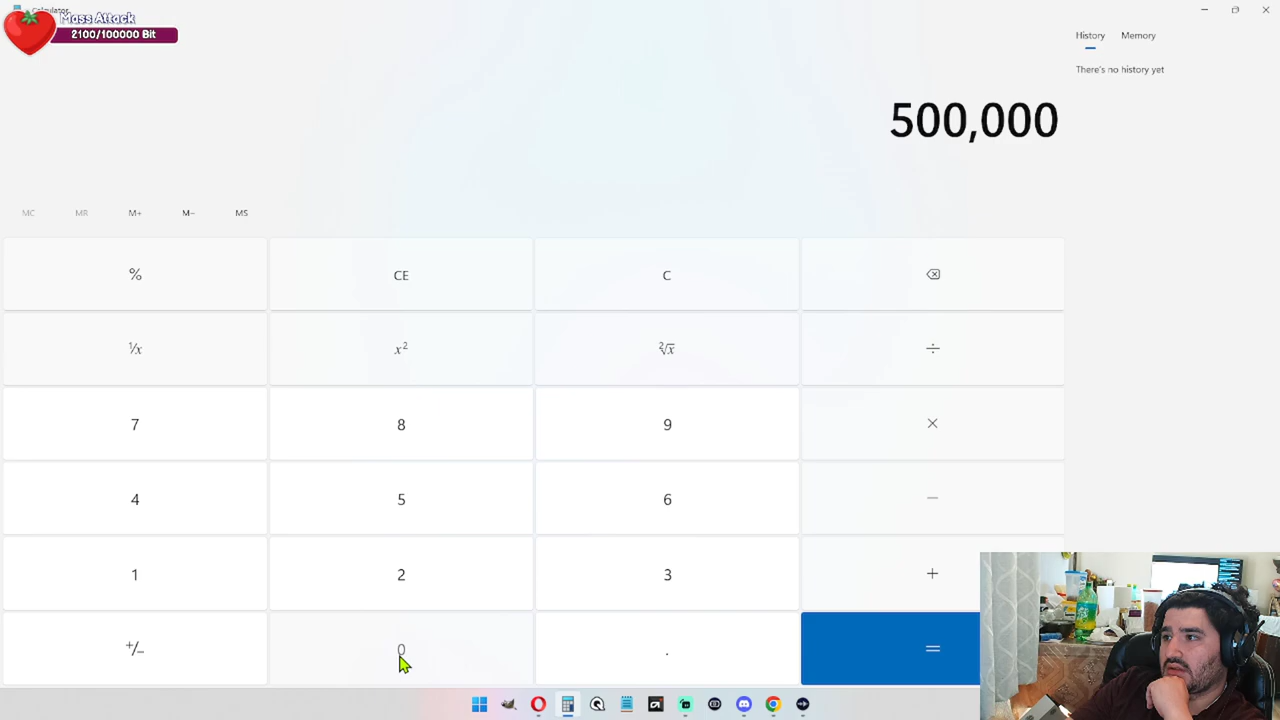 Calculator
Mass Attack
2100/100000 Bit
History
Memory
There's no history yet
500,000
MC
MR
M+
M−
MS
%
CE
C
⅟x
x²
²√x
÷
7
8
9
×
4
5
6
−
1
2
3
+
+/−
0
.
=